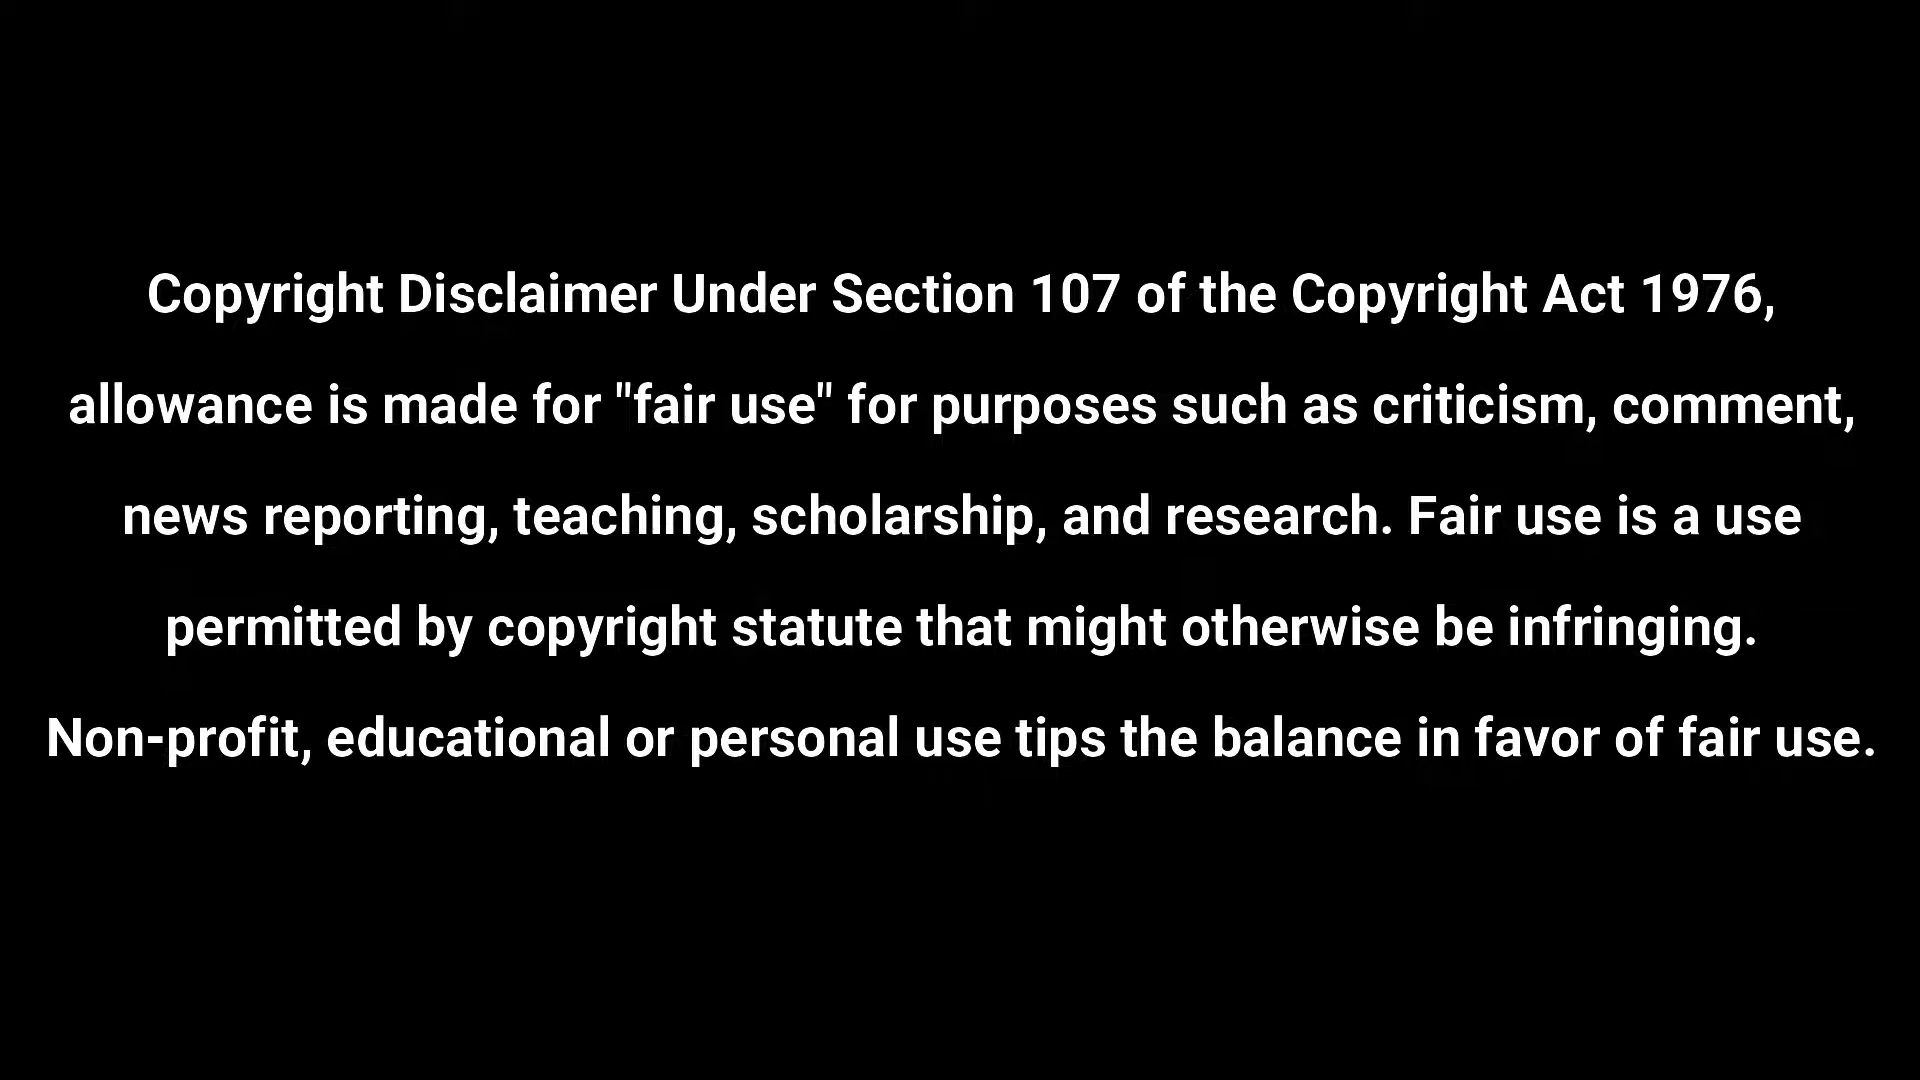 Copyright Disclaimer Under Section 107 of the Copyright Act 1976,
allowance is made for "fair use" for purposes such as criticism, comment,
news reporting, teaching, scholarship, and research. Fair use is a use
permitted by copyright statute that might otherwise be infringing.
Non-profit, educational or personal use tips the balance in favor of fair use.